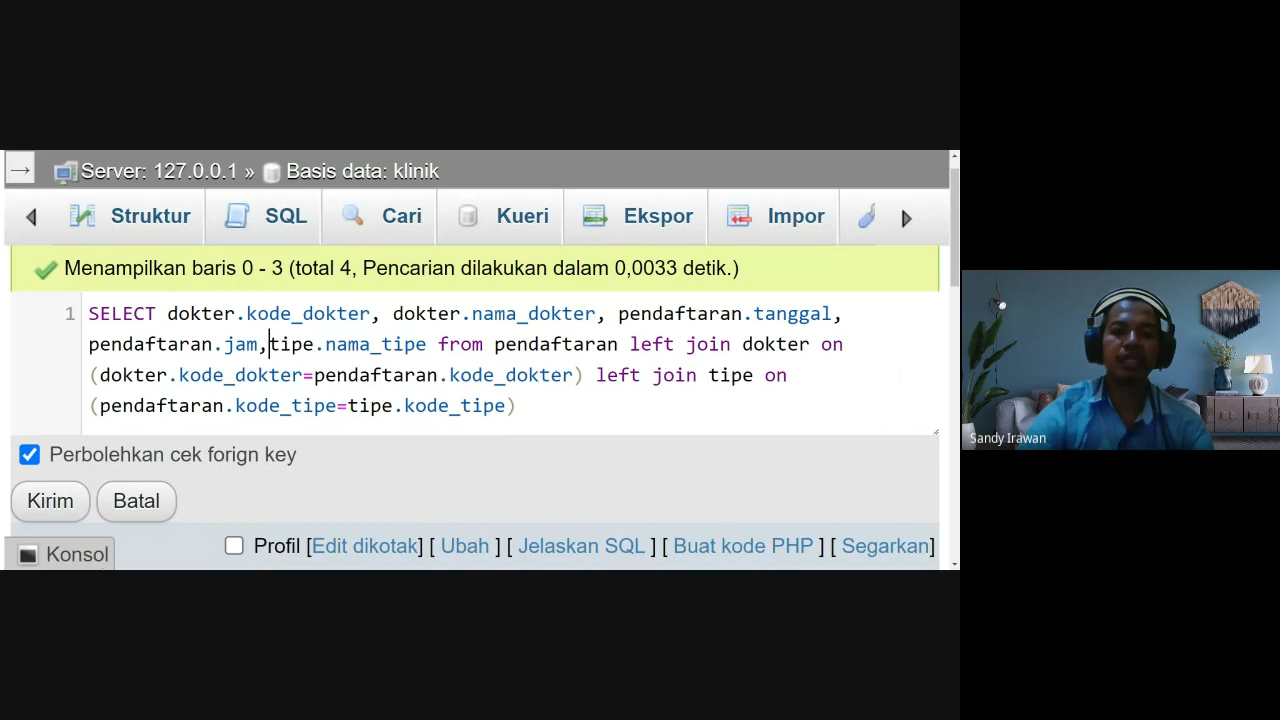 Server: 127.0.0.1 » Basis data: klinik
Struktur SQL Cari Kueri Ekspor Impor
Menampilkan baris 0 - 3 (total 4, Pencarian dilakukan dalam 0,0033 detik.)
1 SELECT dokter.kode_dokter, dokter.nama_dokter, pendaftaran.tanggal,
pendaftaran.jam,tipe.nama_tipe from pendaftaran left join dokter on
(dokter.kode_dokter=pendaftaran.kode_dokter) left join tipe on
(pendaftaran.kode_tipe=tipe.kode_tipe)
Perbolehkan cek forign key
Kirim Batal
Profil [Edit dikotak] [ Ubah ] [ Jelaskan SQL ] [ Buat kode PHP ] [ Segarkan]
Konsol
Sandy Irawan